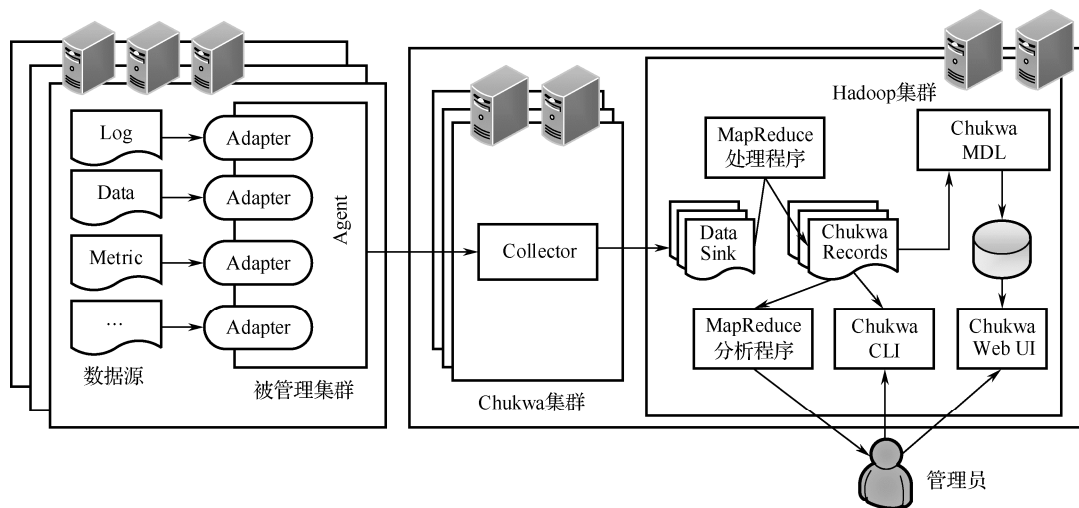 Log
Data
Metric
...
数据源
Adapter
Adapter
Adapter
Adapter
Agent
被管理集群
Collector
Chukwa集群
Hadoop集群
MapReduce
处理程序
Chukwa
MDL
Data
Sink
Chukwa
Records
MapReduce
分析程序
Chukwa
CLI
Chukwa
Web UI
管理员